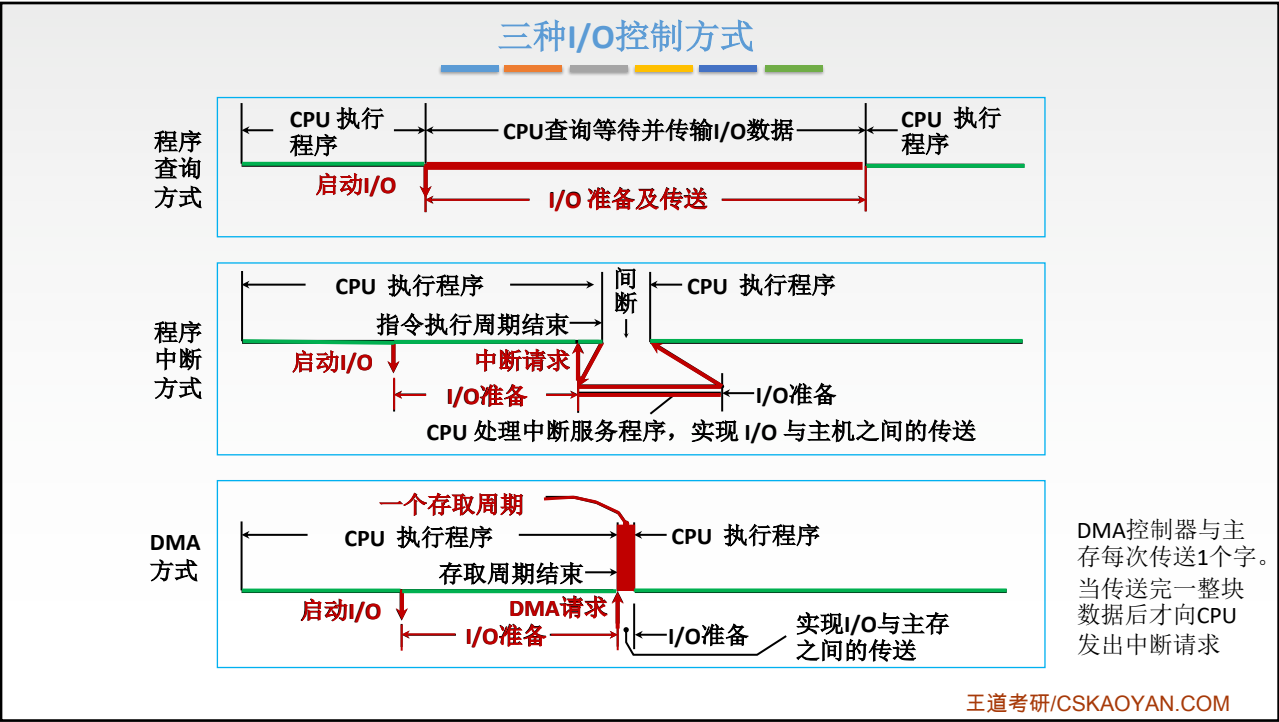 三种I/O控制方式
程序
查询
方式
CPU 执行
程序
CPU查询等待并传输I/O数据
CPU 执行
程序
启动I/O
I/O 准备及传送
程序
中断
方式
CPU 执行程序
间
断
CPU 执行程序
指令执行周期结束
启动I/O
中断请求
I/O准备
I/O准备
CPU 处理中断服务程序，实现 I/O 与主机之间的传送
DMA
方式
一个存取周期
CPU 执行程序
CPU 执行程序
存取周期结束
启动I/O
DMA请求
I/O准备
I/O准备
实现I/O与主存
之间的传送
DMA控制器与主
存每次传送1个字。
当传送完一整块
数据后才向CPU
发出中断请求
王道考研/CSKAOYAN.COM